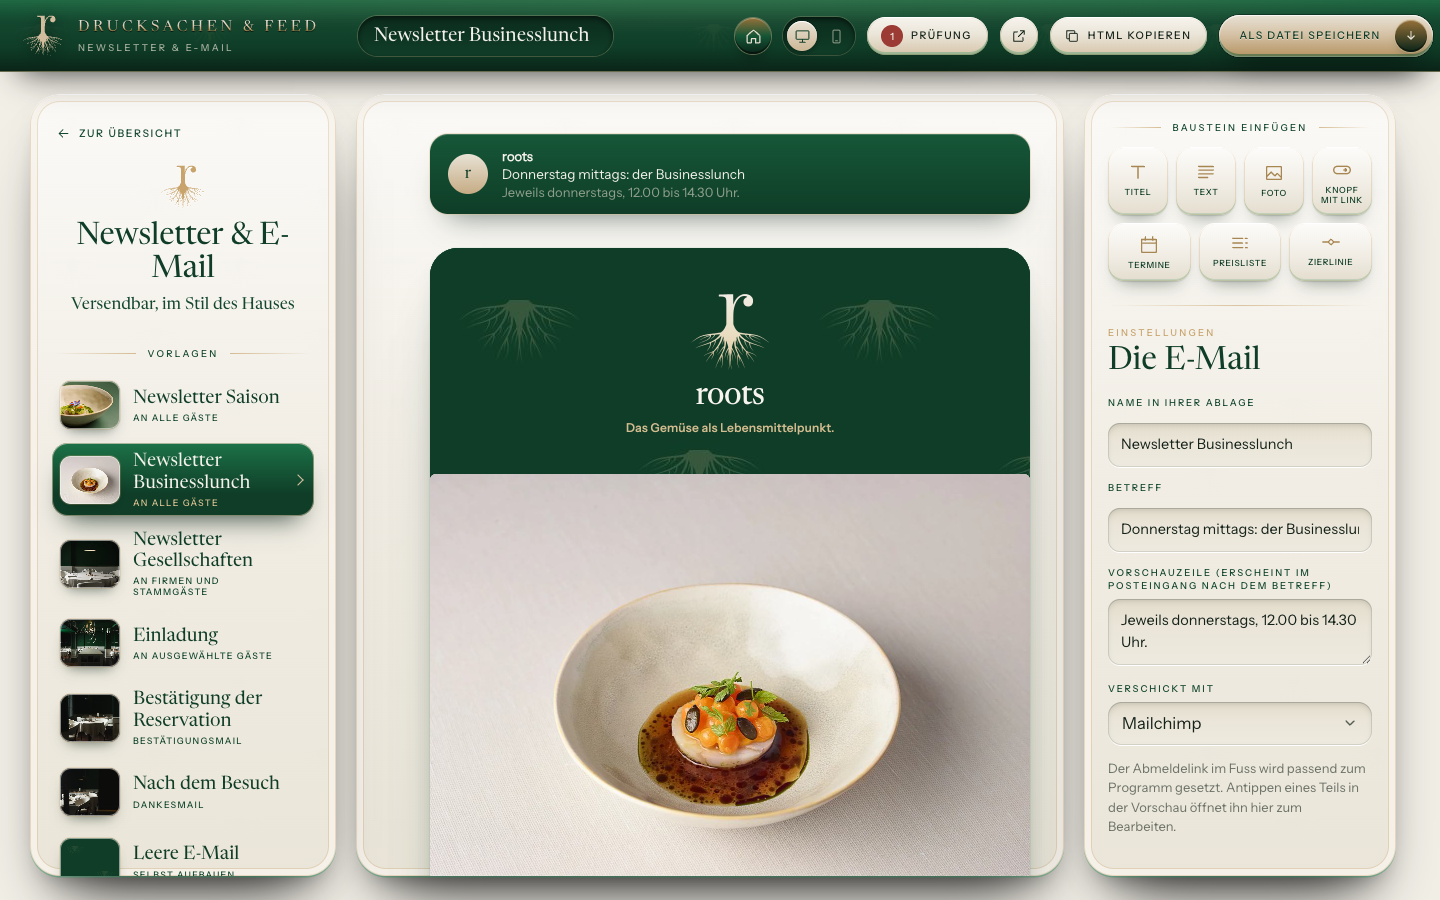 r
DRUCKSACHEN & FEED
NEWSLETTER & E-MAIL
Newsletter Businesslunch
1 PRÜFUNG
HTML KOPIEREN
ALS DATEI SPEICHERN
ZUR ÜBERSICHT
r
Newsletter & E-
Mail
Versendbar, im Stil des Hauses
VORLAGEN
Newsletter Saison
AN ALLE GÄSTE
Newsletter
Businesslunch
AN ALLE GÄSTE
Newsletter
Gesellschaften
AN FIRMEN UND
STAMMGÄSTE
Einladung
AN AUSGEWÄHLTE GÄSTE
Bestätigung der
Reservation
BESTÄTIGUNGSMAIL
Nach dem Besuch
DANKESMAIL
Leere E-Mail
SELBST AUFBAUEN
r
roots
Donnerstag mittags: der Businesslunch
Jeweils donnerstags, 12.00 bis 14.30 Uhr.
r
roots
Das Gemüse als Lebensmittelpunkt.
BAUSTEIN EINFÜGEN
TITEL
TEXT
FOTO
KNOPF
MIT LINK
TERMINE
PREISLISTE
ZIERLINIE
EINSTELLUNGEN
Die E-Mail
NAME IN IHRER ABLAGE
Newsletter Businesslunch
BETREFF
Donnerstag mittags: der Businesslun
VORSCHAUZEILE (ERSCHEINT IM
POSTEINGANG NACH DEM BETREFF)
Jeweils donnerstags, 12.00 bis 14.30
Uhr.
VERSCHICKT MIT
Mailchimp
Der Abmeldelink im Fuss wird passend zum
Programm gesetzt. Antippen eines Teils in
der Vorschau öffnet ihn hier zum
Bearbeiten.